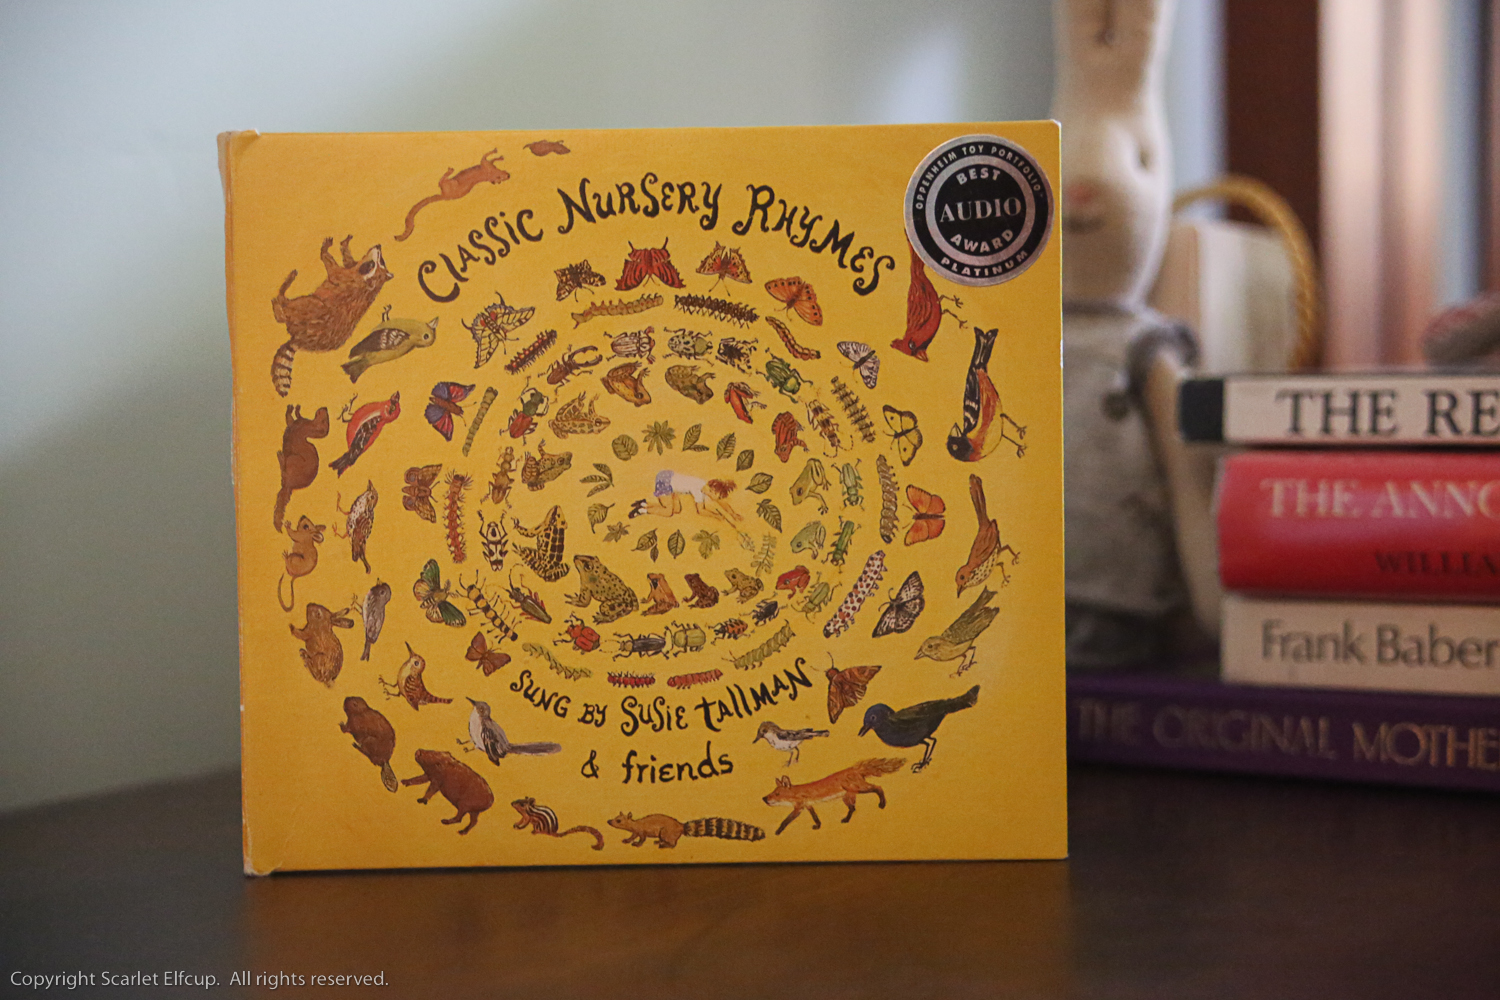 CLASSIC NURSERY RHYMES
OPPENHEIM TOY PORTFOLIO
BEST
AUDIO
AWARD
PLATINUM
SUNG BY SUSIE TALLMAN
& friends
THE RE
THE ANNO
WILLIA
Frank Baber
THE ORIGINAL MOTHE
Copyright Scarlet Elfcup. All rights reserved.